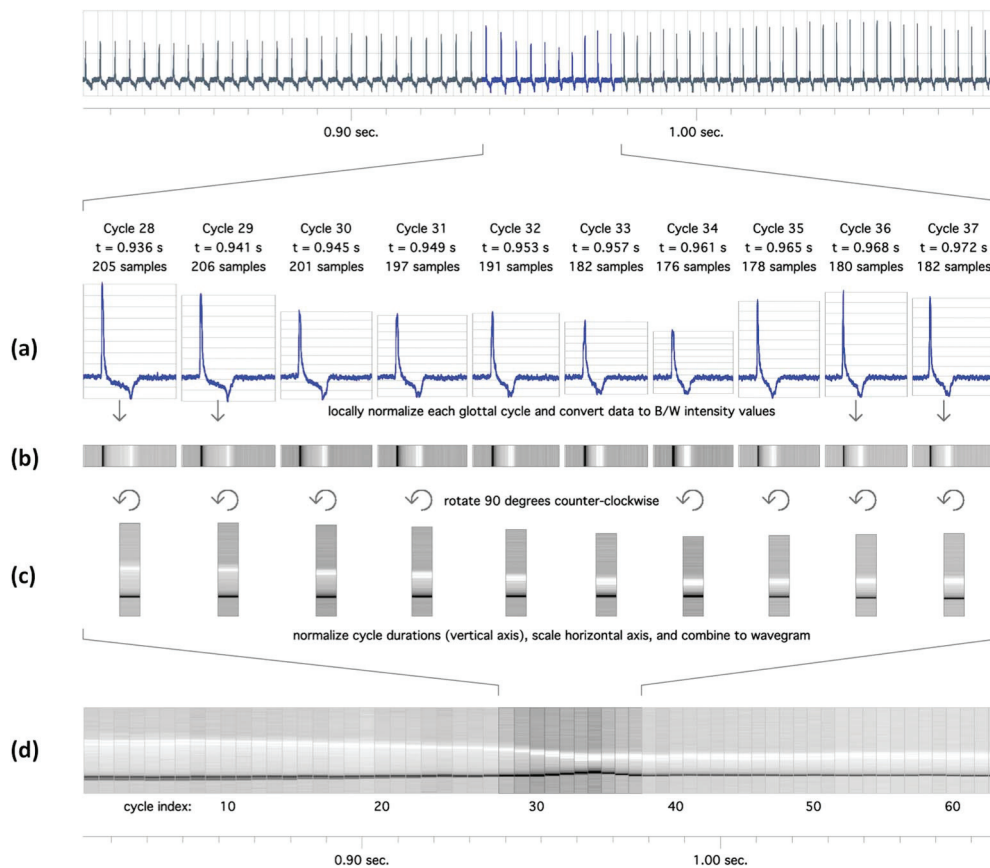 0.90 sec. 1.00 sec.
Cycle 28 Cycle 29 Cycle 30 Cycle 31 Cycle 32 Cycle 33 Cycle 34 Cycle 35 Cycle 36 Cycle 37
t = 0.936 s t = 0.941 s t = 0.945 s t = 0.949 s t = 0.953 s t = 0.957 s t = 0.961 s t = 0.965 s t = 0.968 s t = 0.972 s
205 samples 206 samples 201 samples 197 samples 191 samples 182 samples 176 samples 178 samples 180 samples 182 samples
(a)
locally normalize each glottal cycle and convert data to B/W intensity values
(b)
rotate 90 degrees counter-clockwise
(c)
normalize cycle durations (vertical axis), scale horizontal axis, and combine to wavegram
(d)
cycle index: 10 20 30 40 50 60
0.90 sec. 1.00 sec.